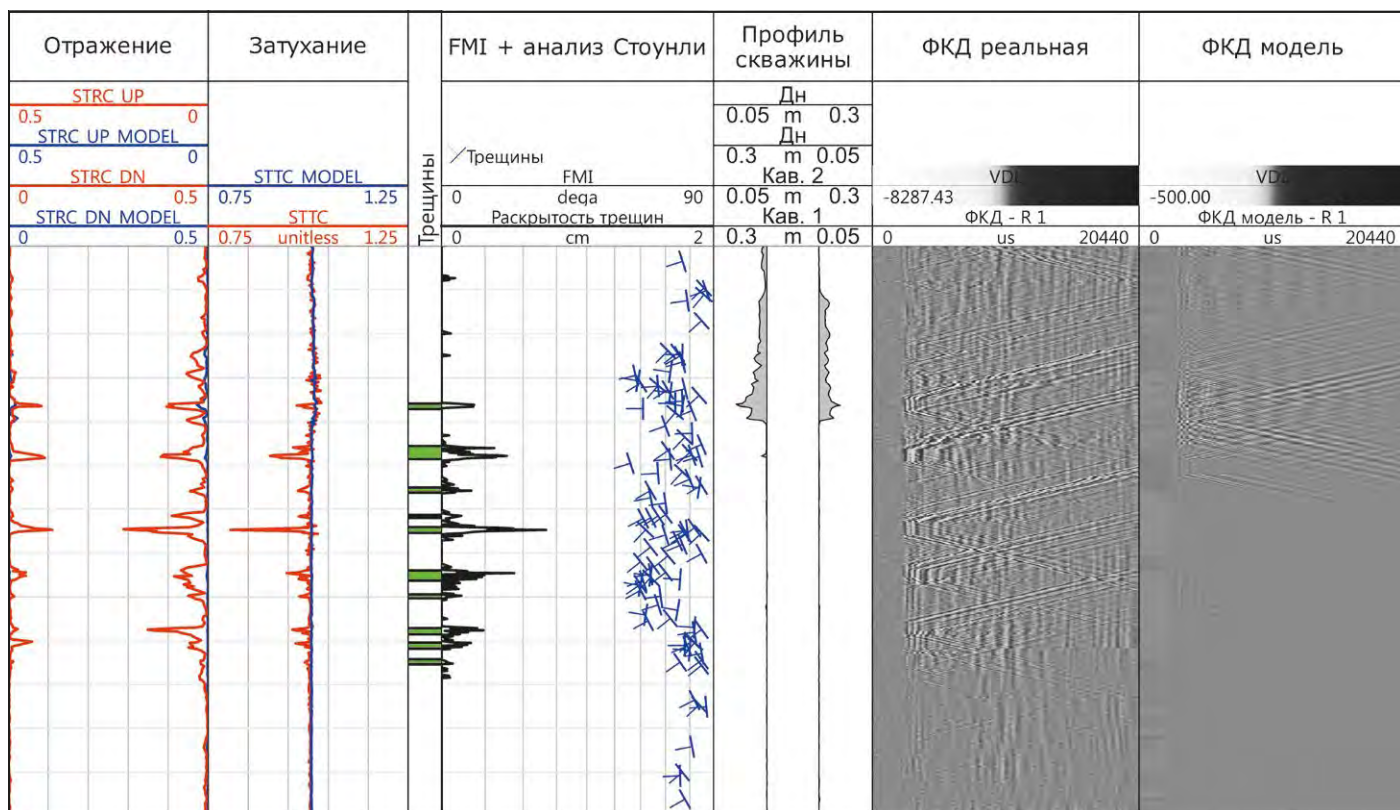 Отражение
Затухание
FMI + анализ Стоунли
Профиль
скважины
ФКД реальная
ФКД модель
STRC UP
0.5 0
STRC UP MODEL
0.5 0
STRC DN
0 0.5
STRC DN MODEL
0 0.5
STTC MODEL
0.75 1.25
STTC
0.75 unitless 1.25
Трещины
Трещины
FMI
0 dega 90
Раскрытость трещин
0 cm 2
Дн
0.05 m 0.3
Дн
0.3 m 0.05
Кав. 2
0.05 m 0.3
Кав. 1
0.3 m 0.05
VDL
-8287.43
ФКД - R 1
0 us 20440
VDL
-500.00
ФКД модель - R 1
0 us 20440